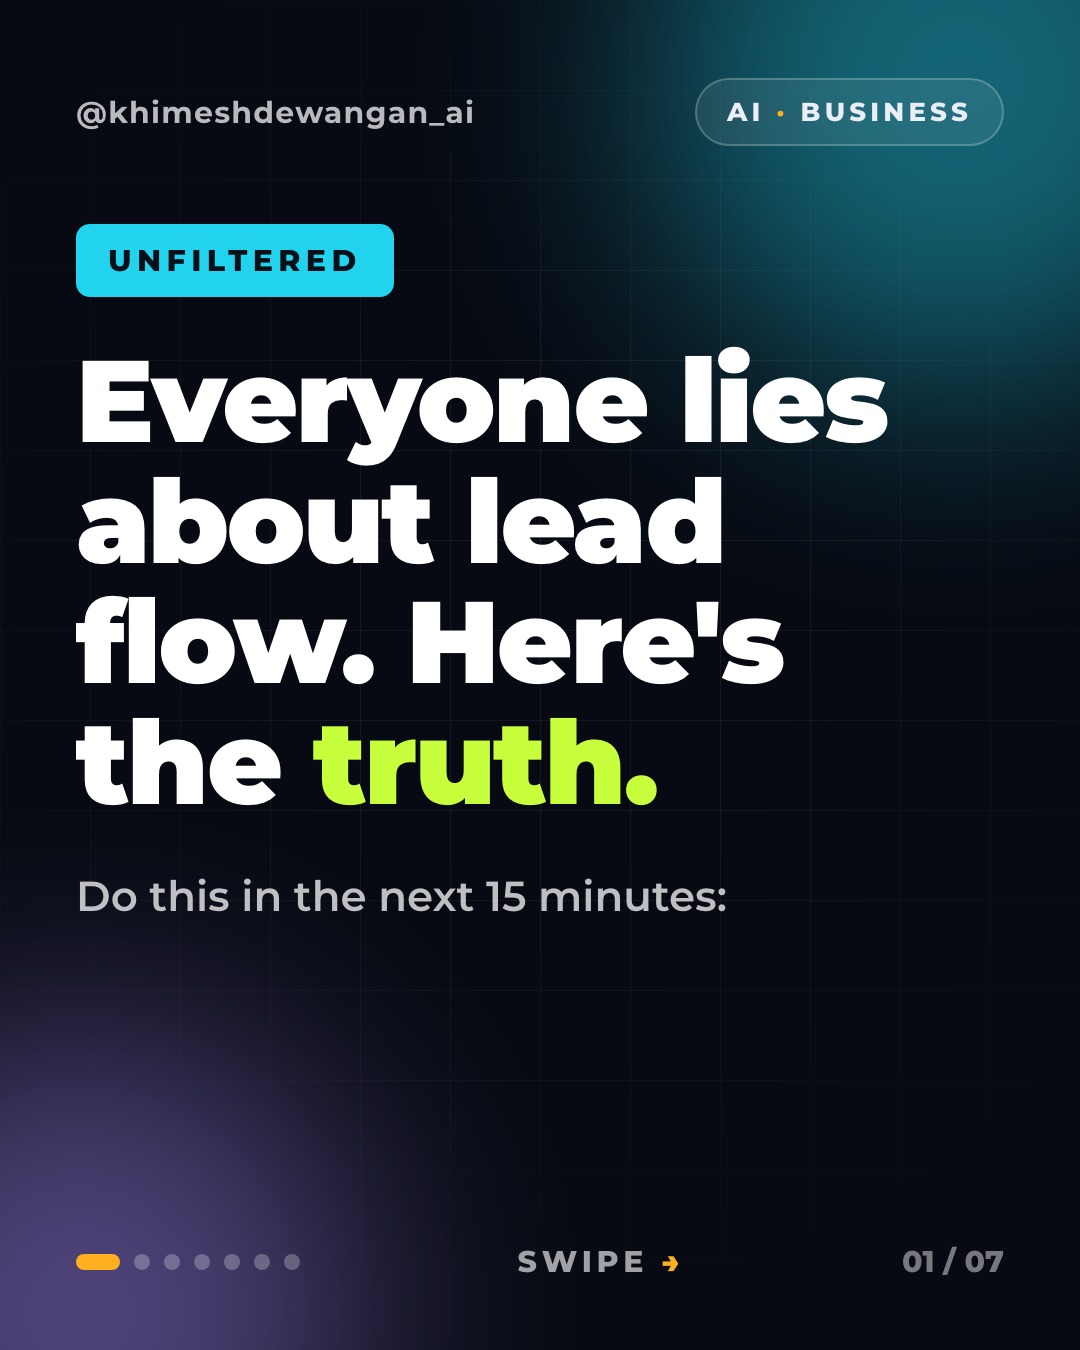 @khimeshdewangan_ai
AI · BUSINESS
UNFILTERED
Everyone lies
about lead
flow. Here's
the truth.
Do this in the next 15 minutes:
SWIPE →
01 / 07